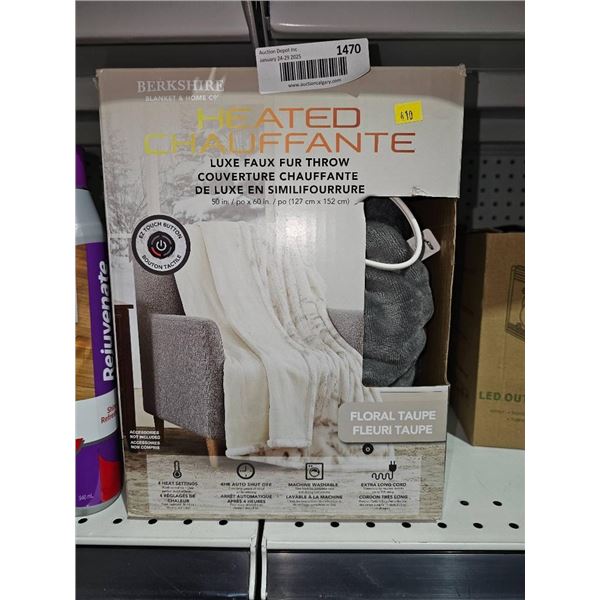 Auction Depot Inc
January 24-29 2025
1470
www.auctioncalgary.com
BERKSHIRE
BLANKET & HOME CO
HEATED
CHAUFFANTE
LUXE FAUX FUR THROW
COUVERTURE CHAUFFANTE
DE LUXE EN SIMILIFOURRURE
50 in. / po x 60 in. / po (127 cm x 152 cm)
EZ TOUCH BUTTON
BOUTON TACTILE
Rejuvenate
940 mL
ACCESSORIES
NOT INCLUDED
ACCESSOIRES
NON COMPRIS
FLORAL TAUPE
FLEURI TAUPE
LED OUT
4 HEAT SETTINGS
4 RÉGLAGES DE
CHALEUR
4HR AUTO SHUT OFF
ARRÊT AUTOMATIQUE
APRÈS 4 HEURES
MACHINE WASHABLE
LAVABLE À LA MACHINE
EXTRA LONG CORD
CORDON TRÈS LONG